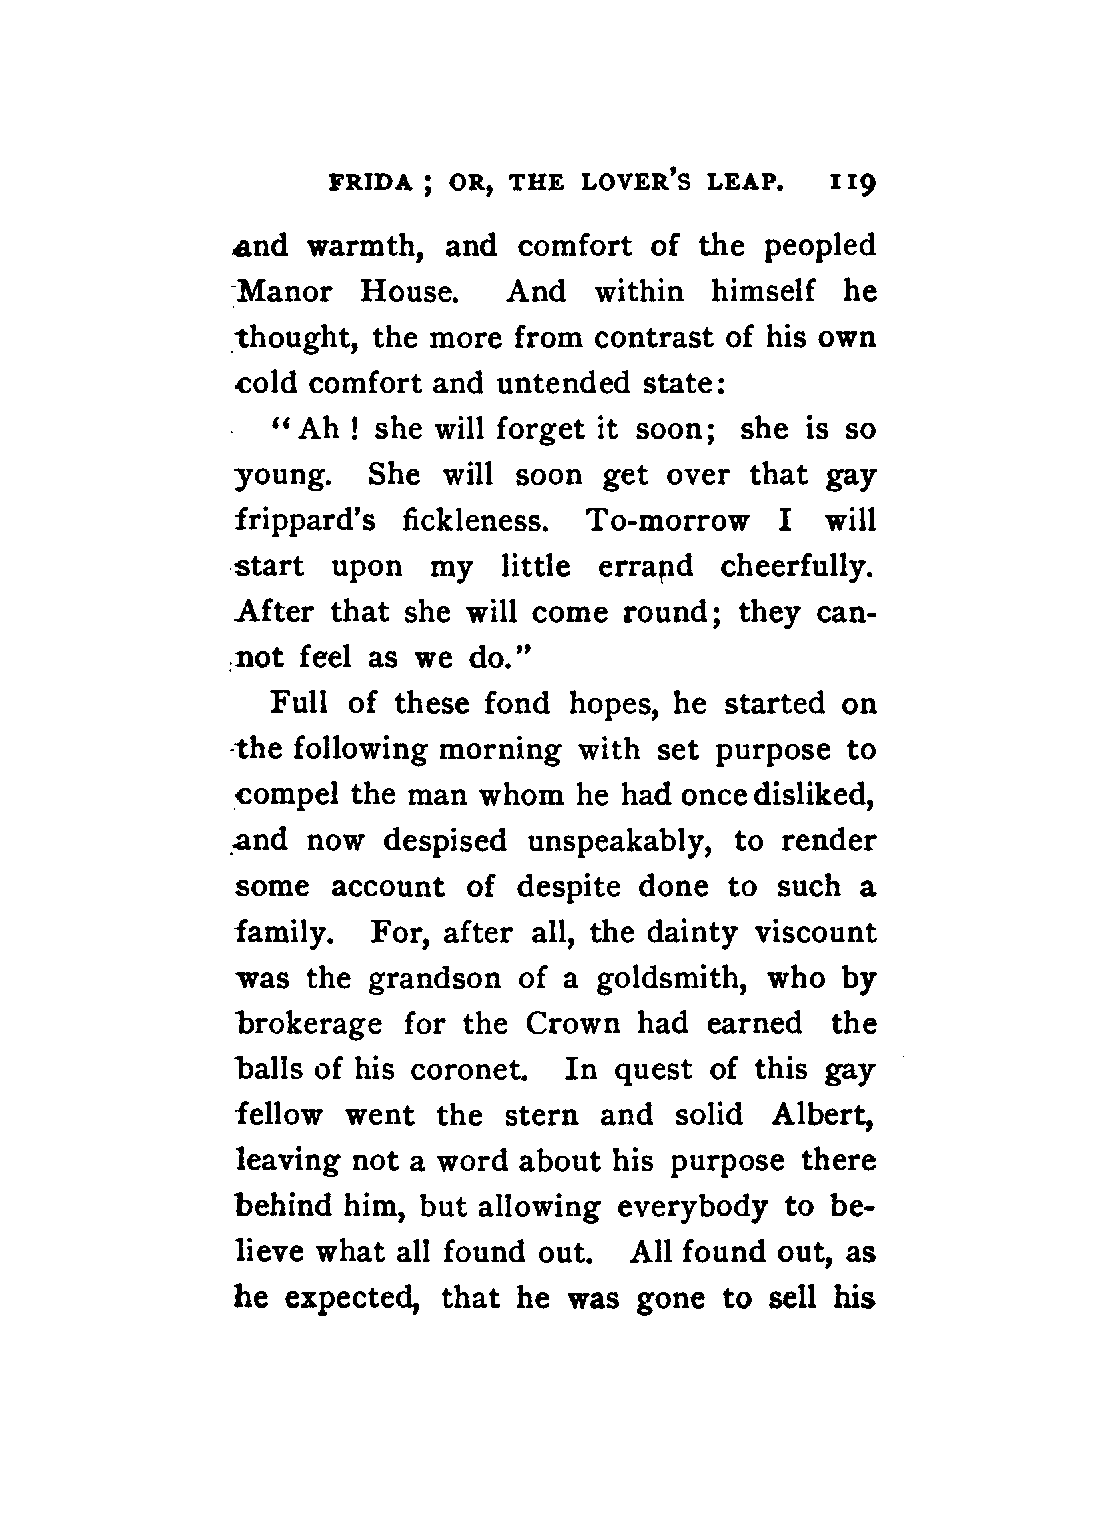 FRIDA ; OR, THE LOVER'S LEAP. 119
and warmth, and comfort of the peopled
Manor House. And within himself he
thought, the more from contrast of his own
cold comfort and untended state:
“ Ah ! she will forget it soon; she is so
young. She will soon get over that gay
frippard's fickleness. To-morrow I will
start upon my little errand cheerfully.
After that she will come round; they can-
not feel as we do.”
Full of these fond hopes, he started on
the following morning with set purpose to
compel the man whom he had once disliked,
and now despised unspeakably, to render
some account of despite done to such a
family. For, after all, the dainty viscount
was the grandson of a goldsmith, who by
brokerage for the Crown had earned the
balls of his coronet. In quest of this gay
fellow went the stern and solid Albert,
leaving not a word about his purpose there
behind him, but allowing everybody to be-
lieve what all found out. All found out, as
he expected, that he was gone to sell his